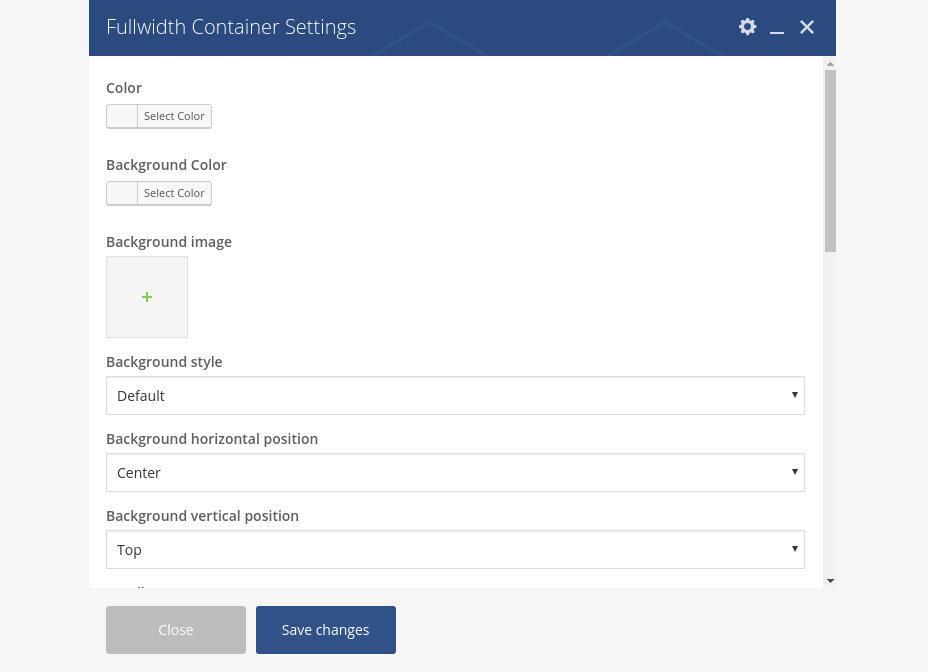 Fullwidth Container Settings
Color
Select Color
Background Color
Select Color
Background image
Background style
Default
Background horizontal position
Center
Background vertical position
Top
Close
Save changes